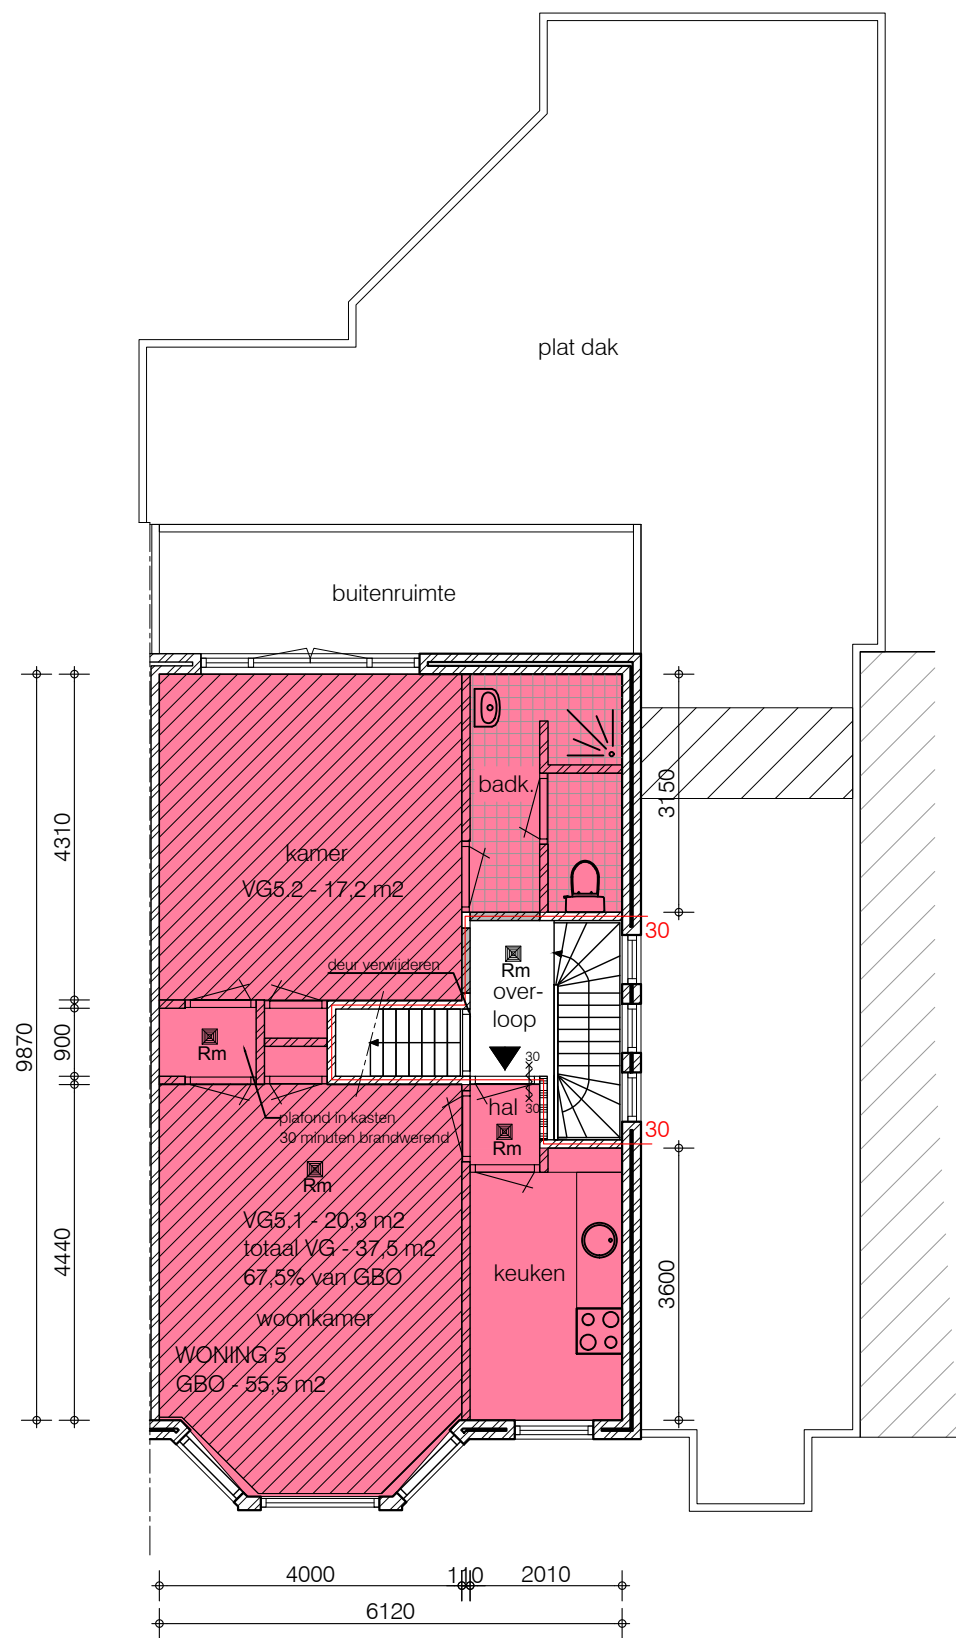 plat dak
buitenruimte
badk.
3150
4310
kamer
VG5.2 - 17,2 m2
30
deur verwijderen
Rm
over-
loop
9870
900
Rm
30
hal
30
plafond in kasten
30 minuten brandwerend
30
Rm
Rm
VG5.1 - 20,3 m2
totaal VG - 37,5 m2
67,5% van GBO
4440
keuken
3600
woonkamer
WONING 5
GBO - 55,5 m2
4000
110
2010
6120